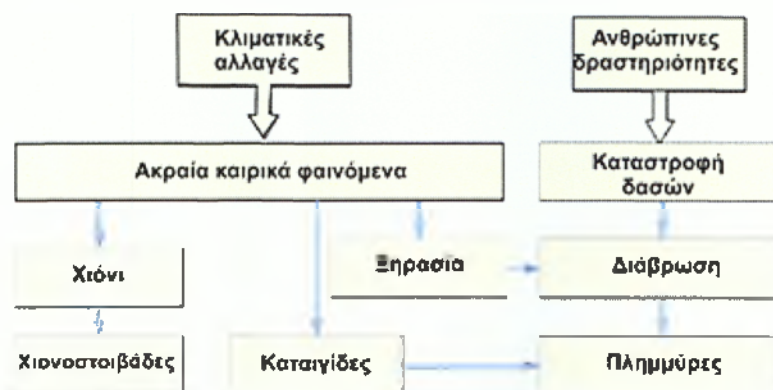 Κλιματικές
αλλαγές
Ανθρώπινες
δραστηριότητες
Ακραία καιρικά φαινόμενα
Καταστροφή
δασών
Χιόνι
Ξηρασία
Διάβρωση
Χιονοστοιβάδες
Καταιγίδες
Πλημμύρες